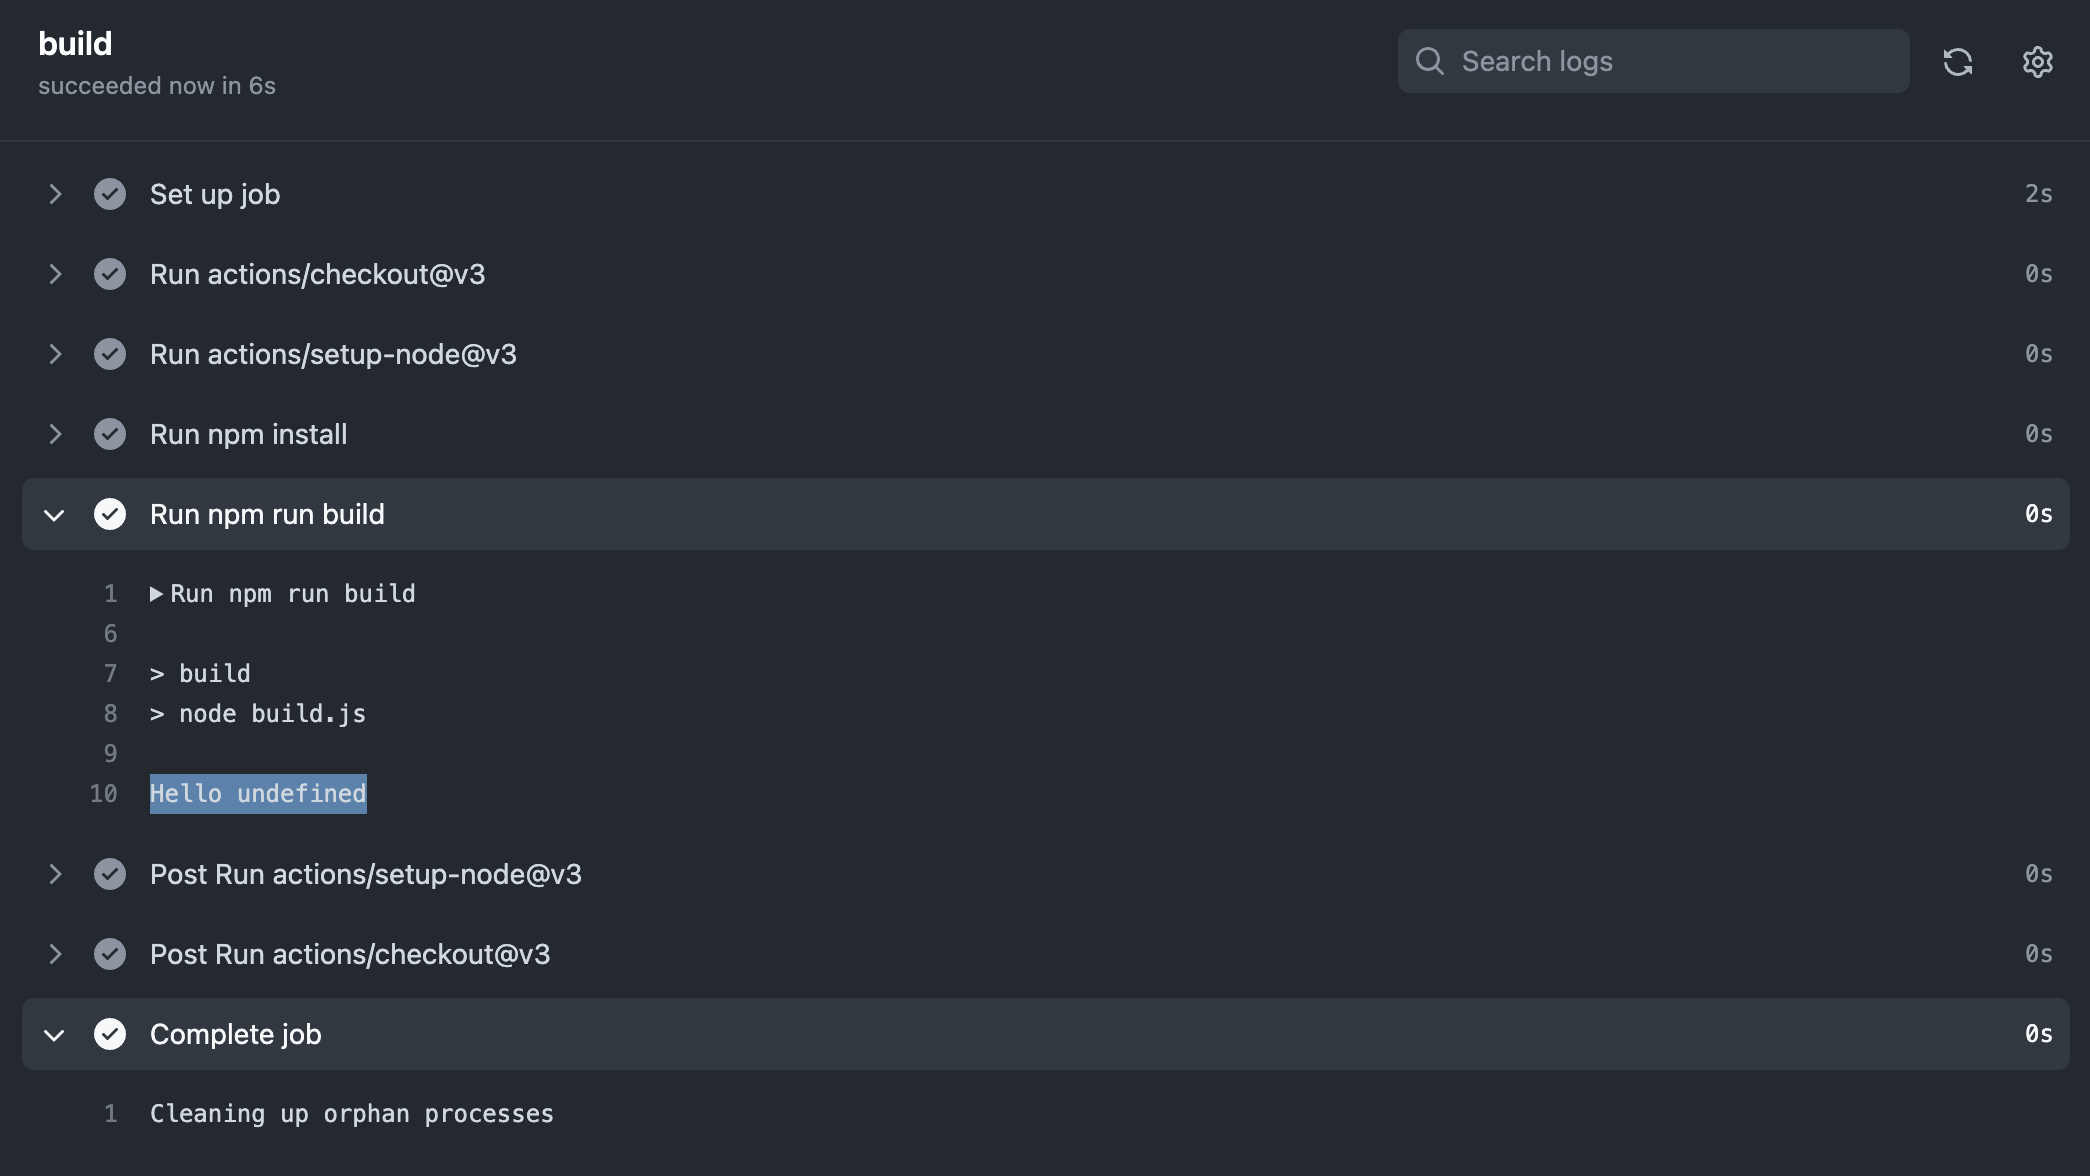 build
succeeded now in 6s
Search logs
Set up job 2s
Run actions/checkout@v3 0s
Run actions/setup-node@v3 0s
Run npm install 0s
Run npm run build 0s
1 Run npm run build
6
7 > build
8 > node build.js
9
10 Hello undefined
Post Run actions/setup-node@v3 0s
Post Run actions/checkout@v3 0s
Complete job 0s
1 Cleaning up orphan processes